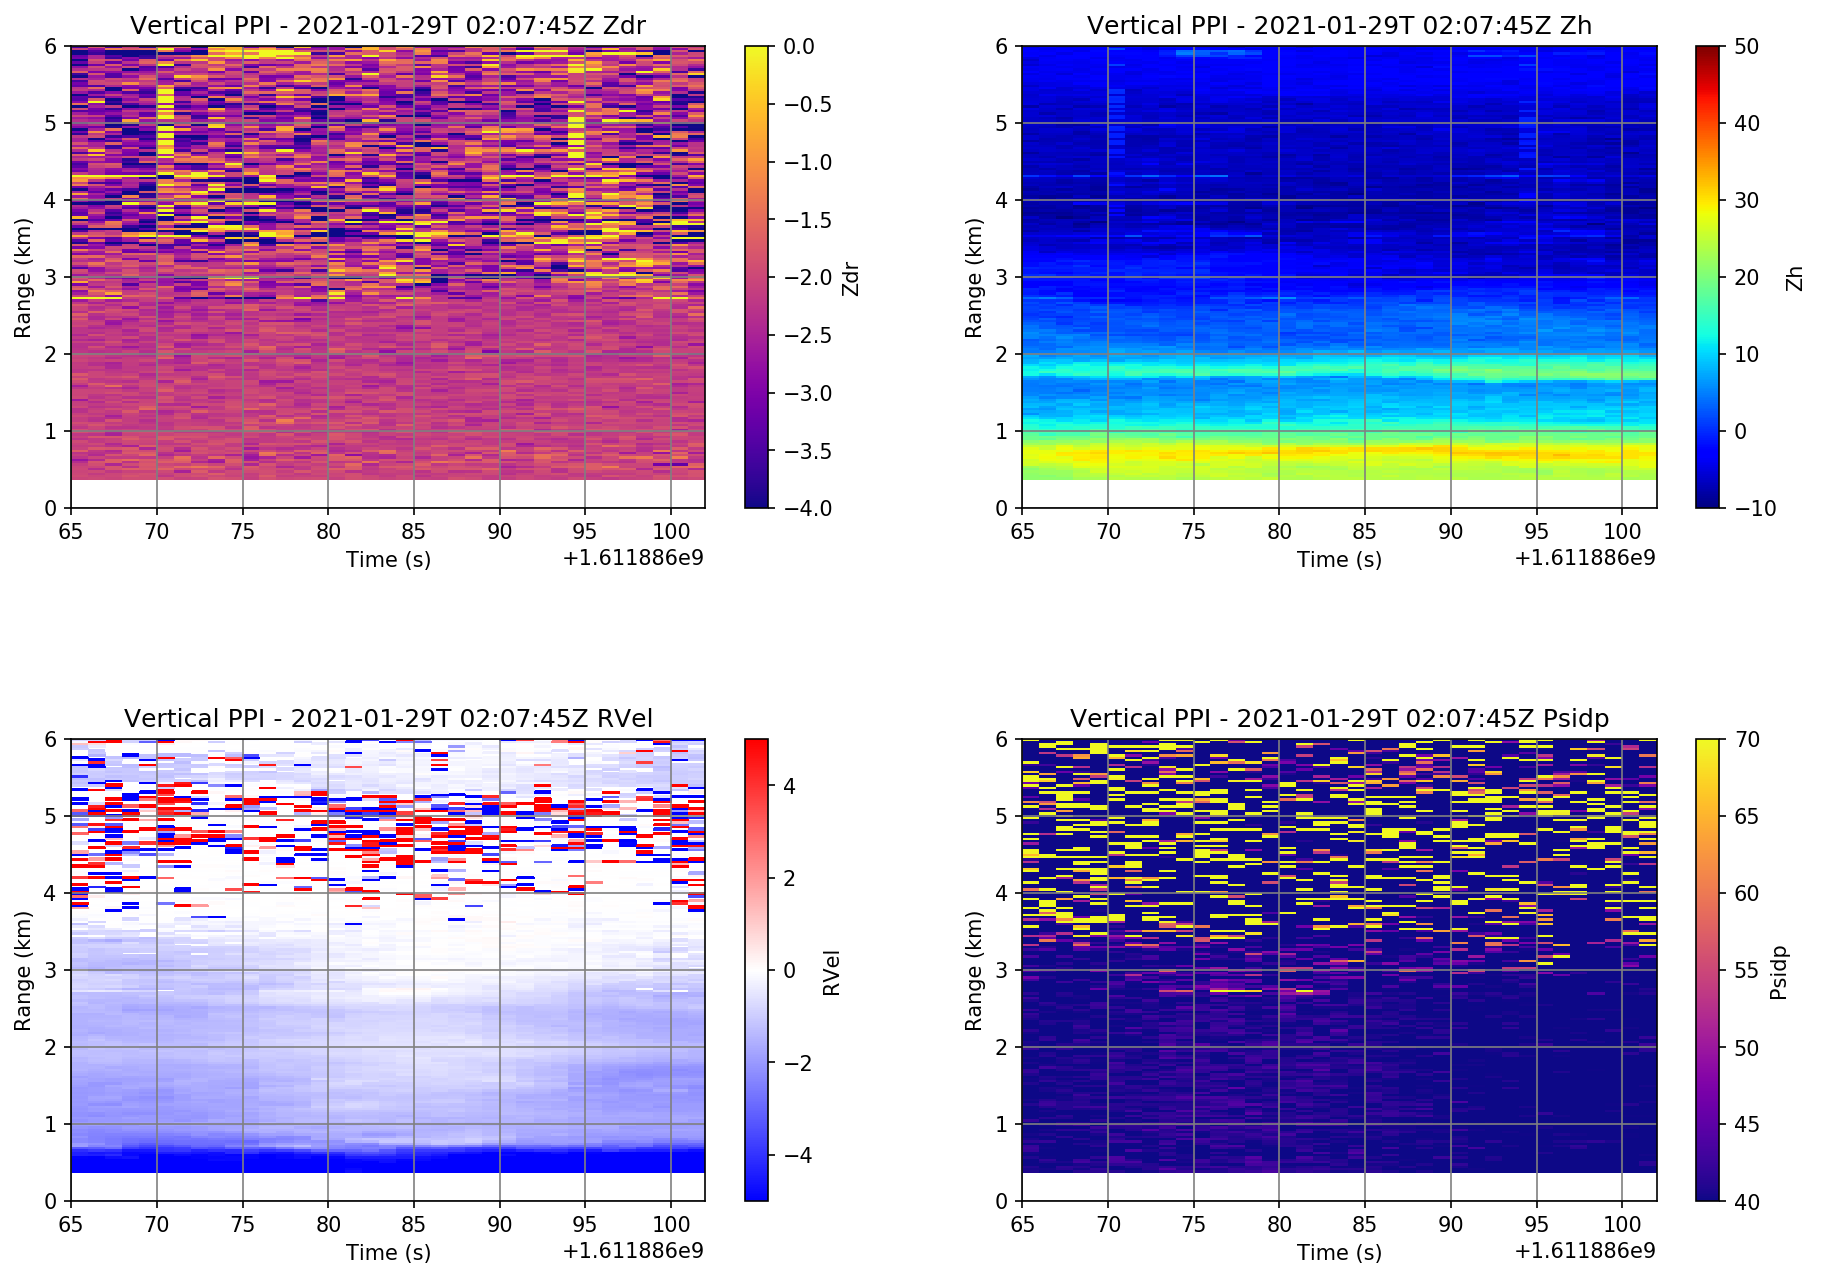 Vertical PPI - 2021-01-29T 02:07:45Z Zdr
6
5
4
3
2
1
0
Range (km)
65 70 75 80 85 90 95 100
Time (s)
+1.611886e9
0.0
−0.5
−1.0
−1.5
−2.0
−2.5
−3.0
−3.5
−4.0
Zdr
Vertical PPI - 2021-01-29T 02:07:45Z Zh
6
5
4
3
2
1
0
Range (km)
65 70 75 80 85 90 95 100
Time (s)
+1.611886e9
50
40
30
20
10
0
−10
Zh
Vertical PPI - 2021-01-29T 02:07:45Z RVel
6
5
4
3
2
1
0
Range (km)
65 70 75 80 85 90 95 100
Time (s)
+1.611886e9
4
2
0
−2
−4
RVel
Vertical PPI - 2021-01-29T 02:07:45Z Psidp
6
5
4
3
2
1
0
Range (km)
65 70 75 80 85 90 95 100
Time (s)
+1.611886e9
70
65
60
55
50
45
40
Psidp